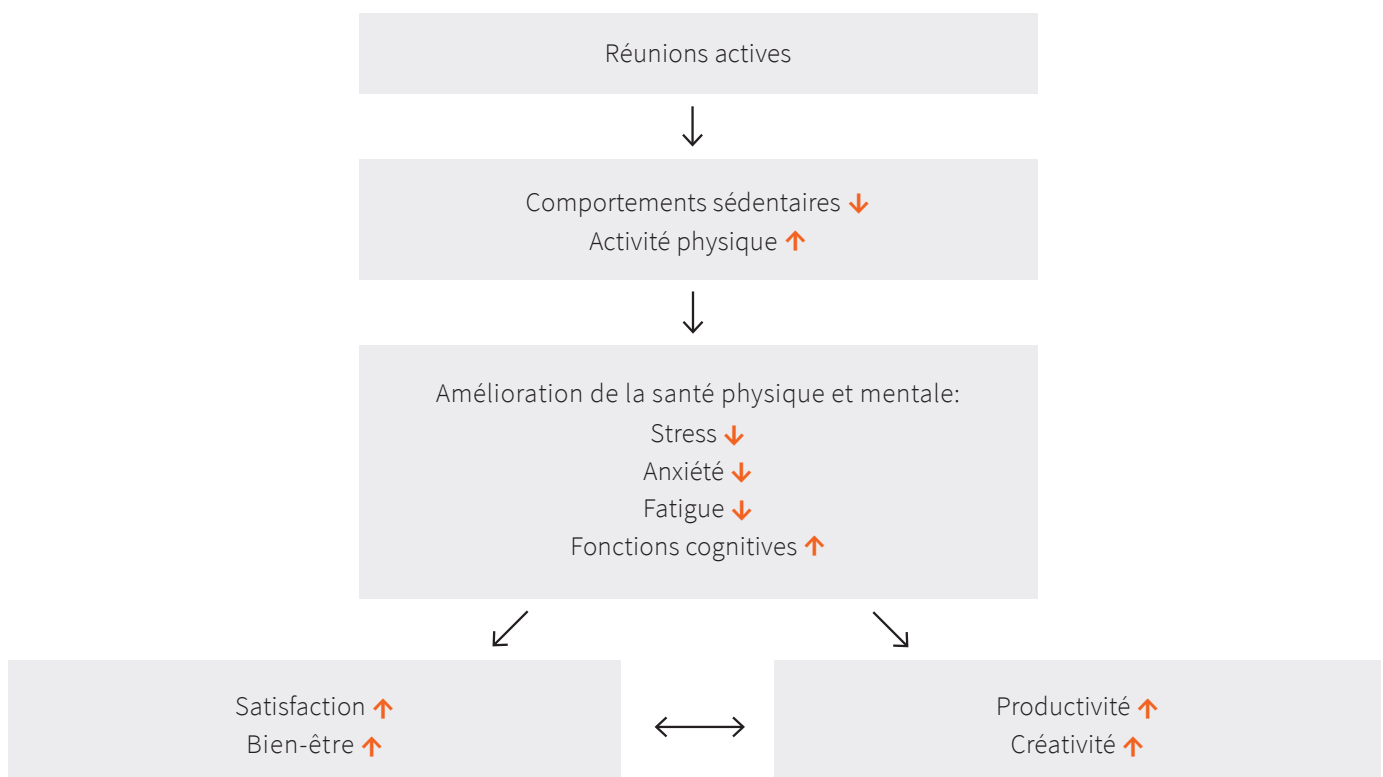 Réunions actives
Comportements sédentaires ↓
Activité physique ↑
Amélioration de la santé physique et mentale:
Stress ↓
Anxiété ↓
Fatigue ↓
Fonctions cognitives ↑
Satisfaction ↑
Bien-être ↑
Productivité ↑
Créativité ↑